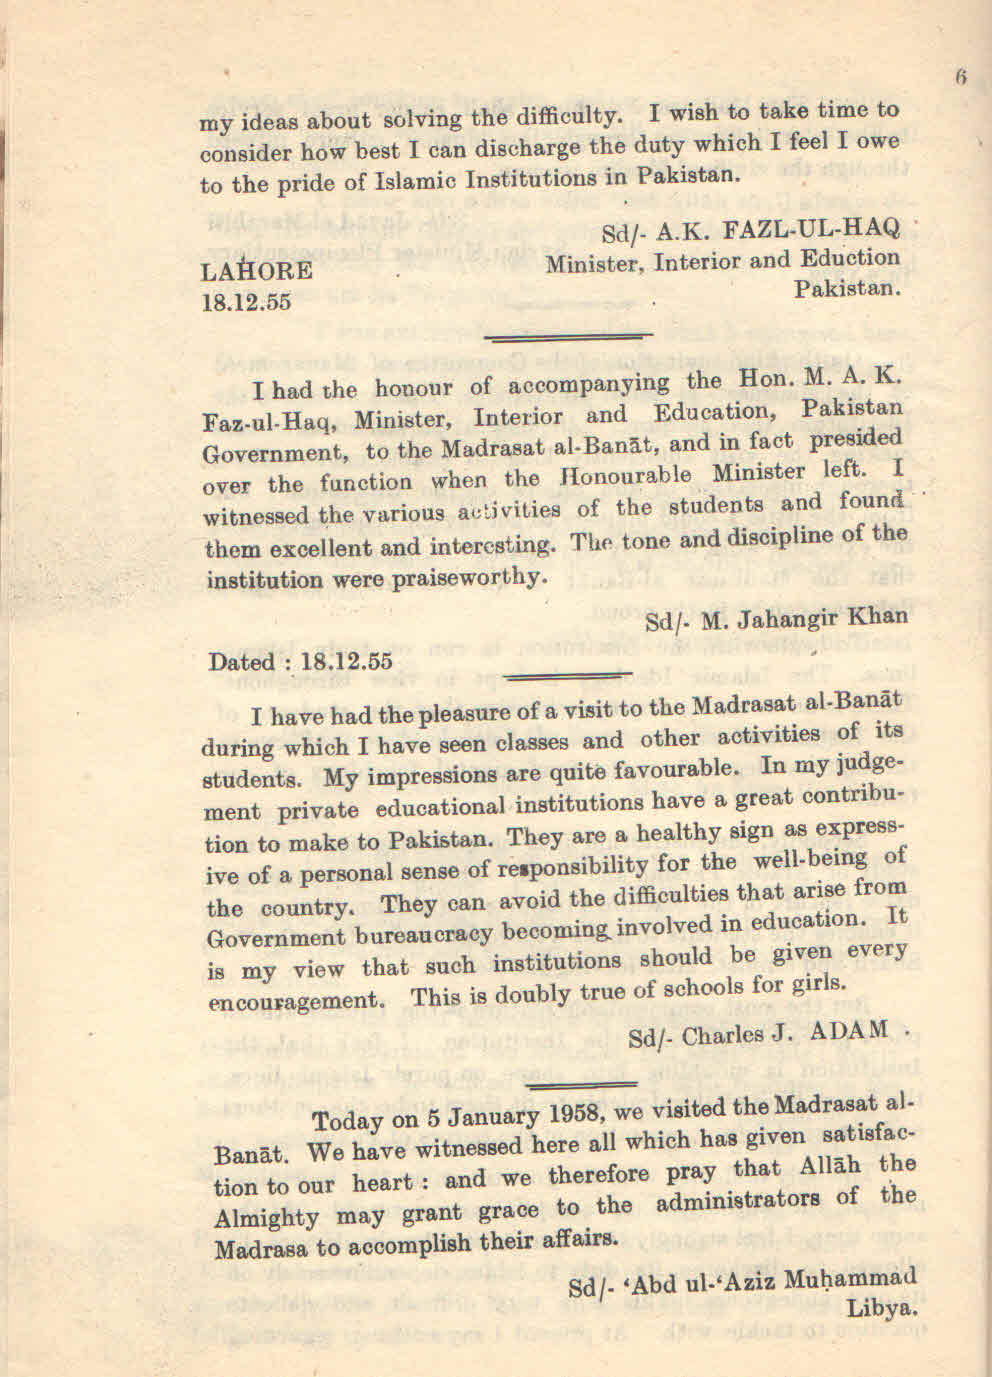 6
my ideas about solving the difficulty. I wish to take time to
consider how best I can discharge the duty which I feel I owe
to the pride of Islamic Institutions in Pakistan.
Sd/- A.K. FAZL-UL-HAQ
Minister, Interior and Eduction
Pakistan.
LAHORE
18.12.55
I had the honour of accompanying the Hon. M. A. K.
Faz-ul-Haq, Minister, Interior and Education, Pakistan
Government, to the Madrasat al-Banāt, and in fact presided
over the function when the Honourable Minister left. I
witnessed the various activities of the students and found
them excellent and interesting. The tone and discipline of the
institution were praiseworthy.
Sd/- M. Jahangir Khan
Dated : 18.12.55
I have had the pleasure of a visit to the Madrasat al-Banāt
during which I have seen classes and other activities of its
students. My impressions are quite favourable. In my judge-
ment private educational institutions have a great contribu-
tion to make to Pakistan. They are a healthy sign as express-
ive of a personal sense of responsibility for the well-being of
the country. They can avoid the difficulties that arise from
Government bureaucracy becoming involved in education. It
is my view that such institutions should be given every
encouragement. This is doubly true of schools for girls.
Sd/- Charles J. ADAM .
Today on 5 January 1958, we visited the Madrasat al-
Banāt. We have witnessed here all which has given satisfac-
tion to our heart : and we therefore pray that Allāh the
Almighty may grant grace to the administrators of the
Madrasa to accomplish their affairs.
Sd/- ‘Abd ul-‘Aziz Muḥammad
Libya.